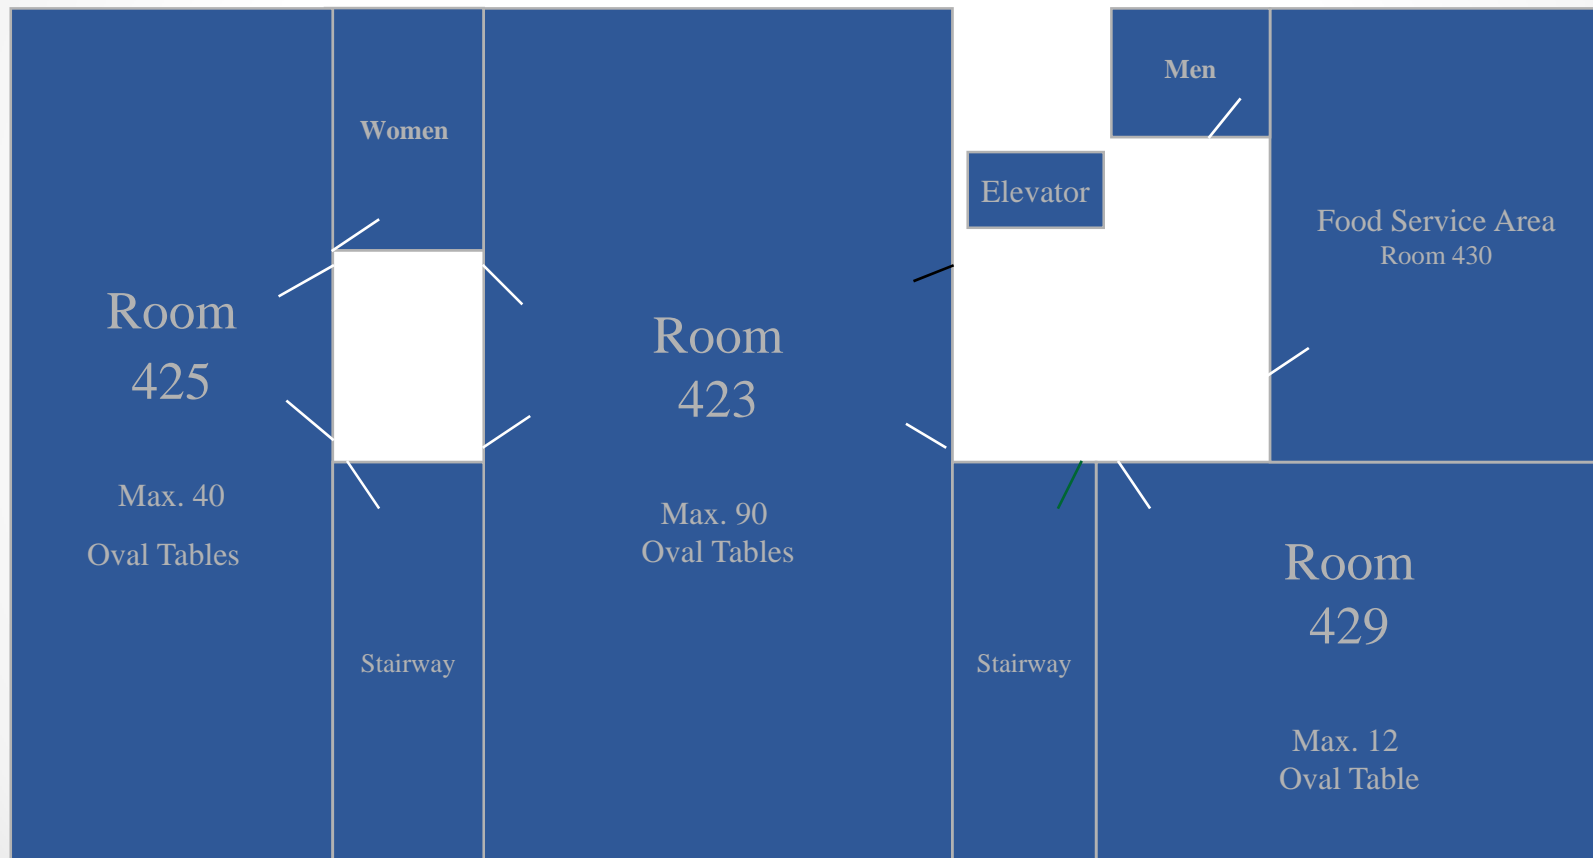 Women
Men
Elevator
Food Service Area
Room 430
Room
425
Max. 40
Oval Tables
Room
423
Max. 90
Oval Tables
Stairway
Stairway
Room
429
Max. 12
Oval Table